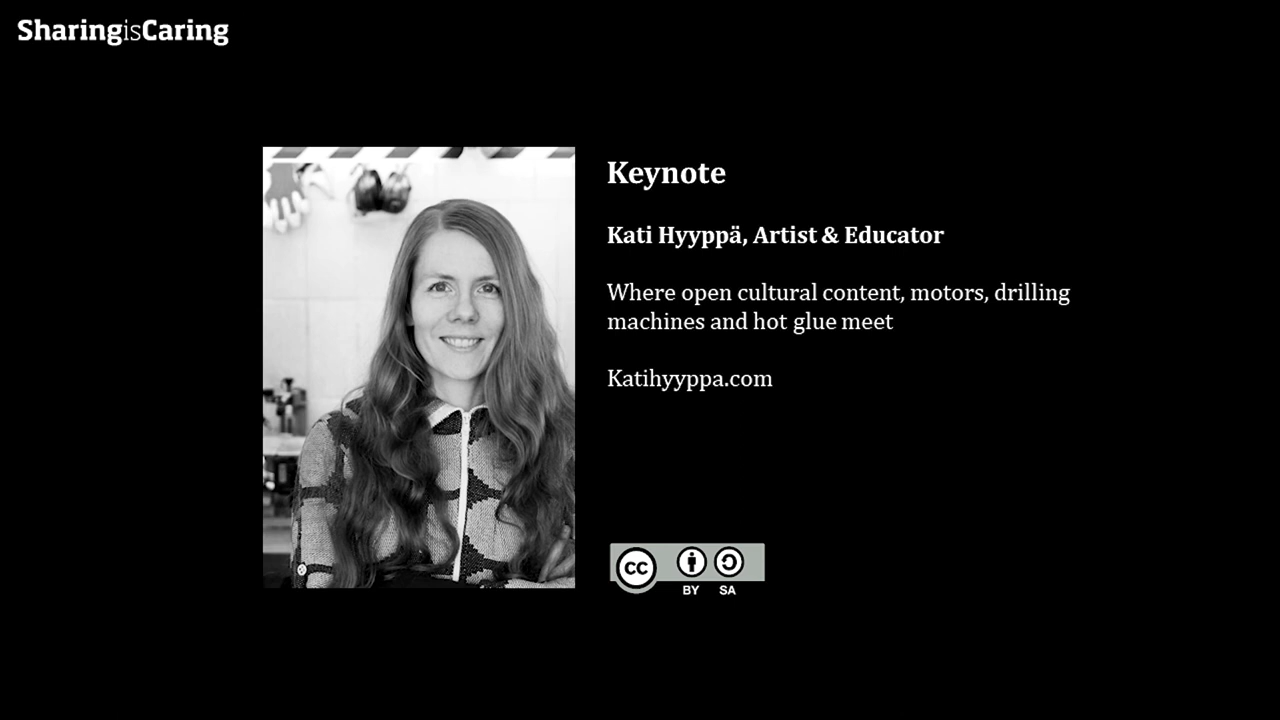 SharingisCaring
Keynote
Kati Hyyppä, Artist & Educator
Where open cultural content, motors, drilling
machines and hot glue meet
Katihyyppa.com
cc
BY SA